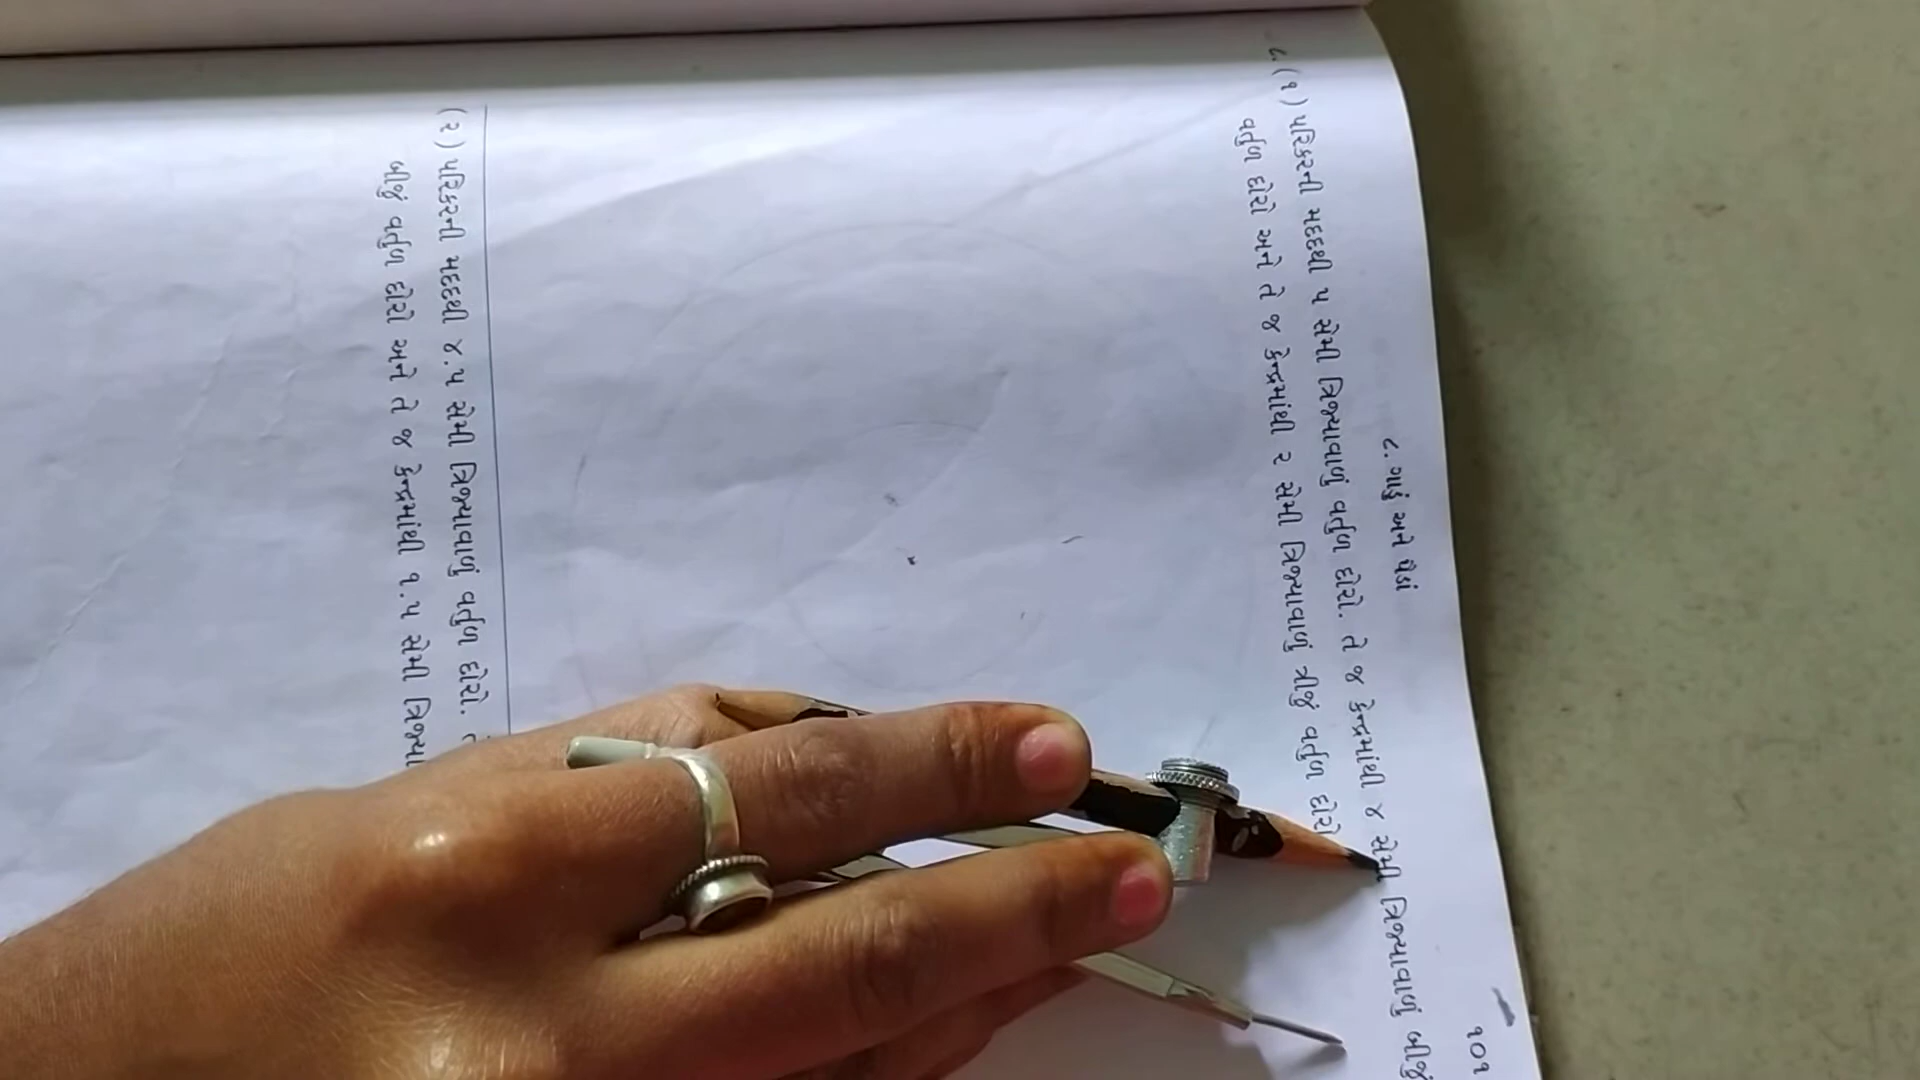 ૧૦૧
૮. ગાડું અને પૈડાં
૮. (૧) પરિકરની મદદથી ૫ સેમી ત્રિજ્યાવાળું વર્તુળ દોરો. તે જ કેન્દ્રમાંથી ૪ સેમી ત્રિજ્યાવાળું બીજું
વર્તુળ દોરો અને તે જ કેન્દ્રમાંથી ૨ સેમી ત્રિજ્યાવાળું ત્રીજું વર્તુળ દોરો
(૨) પરિકરની મદદથી ૪.૫ સેમી ત્રિજ્યાવાળું વર્તુળ દોરો.
બીજું વર્તુળ દોરો અને તે જ કેન્દ્રમાંથી ૧.૫ સેમી